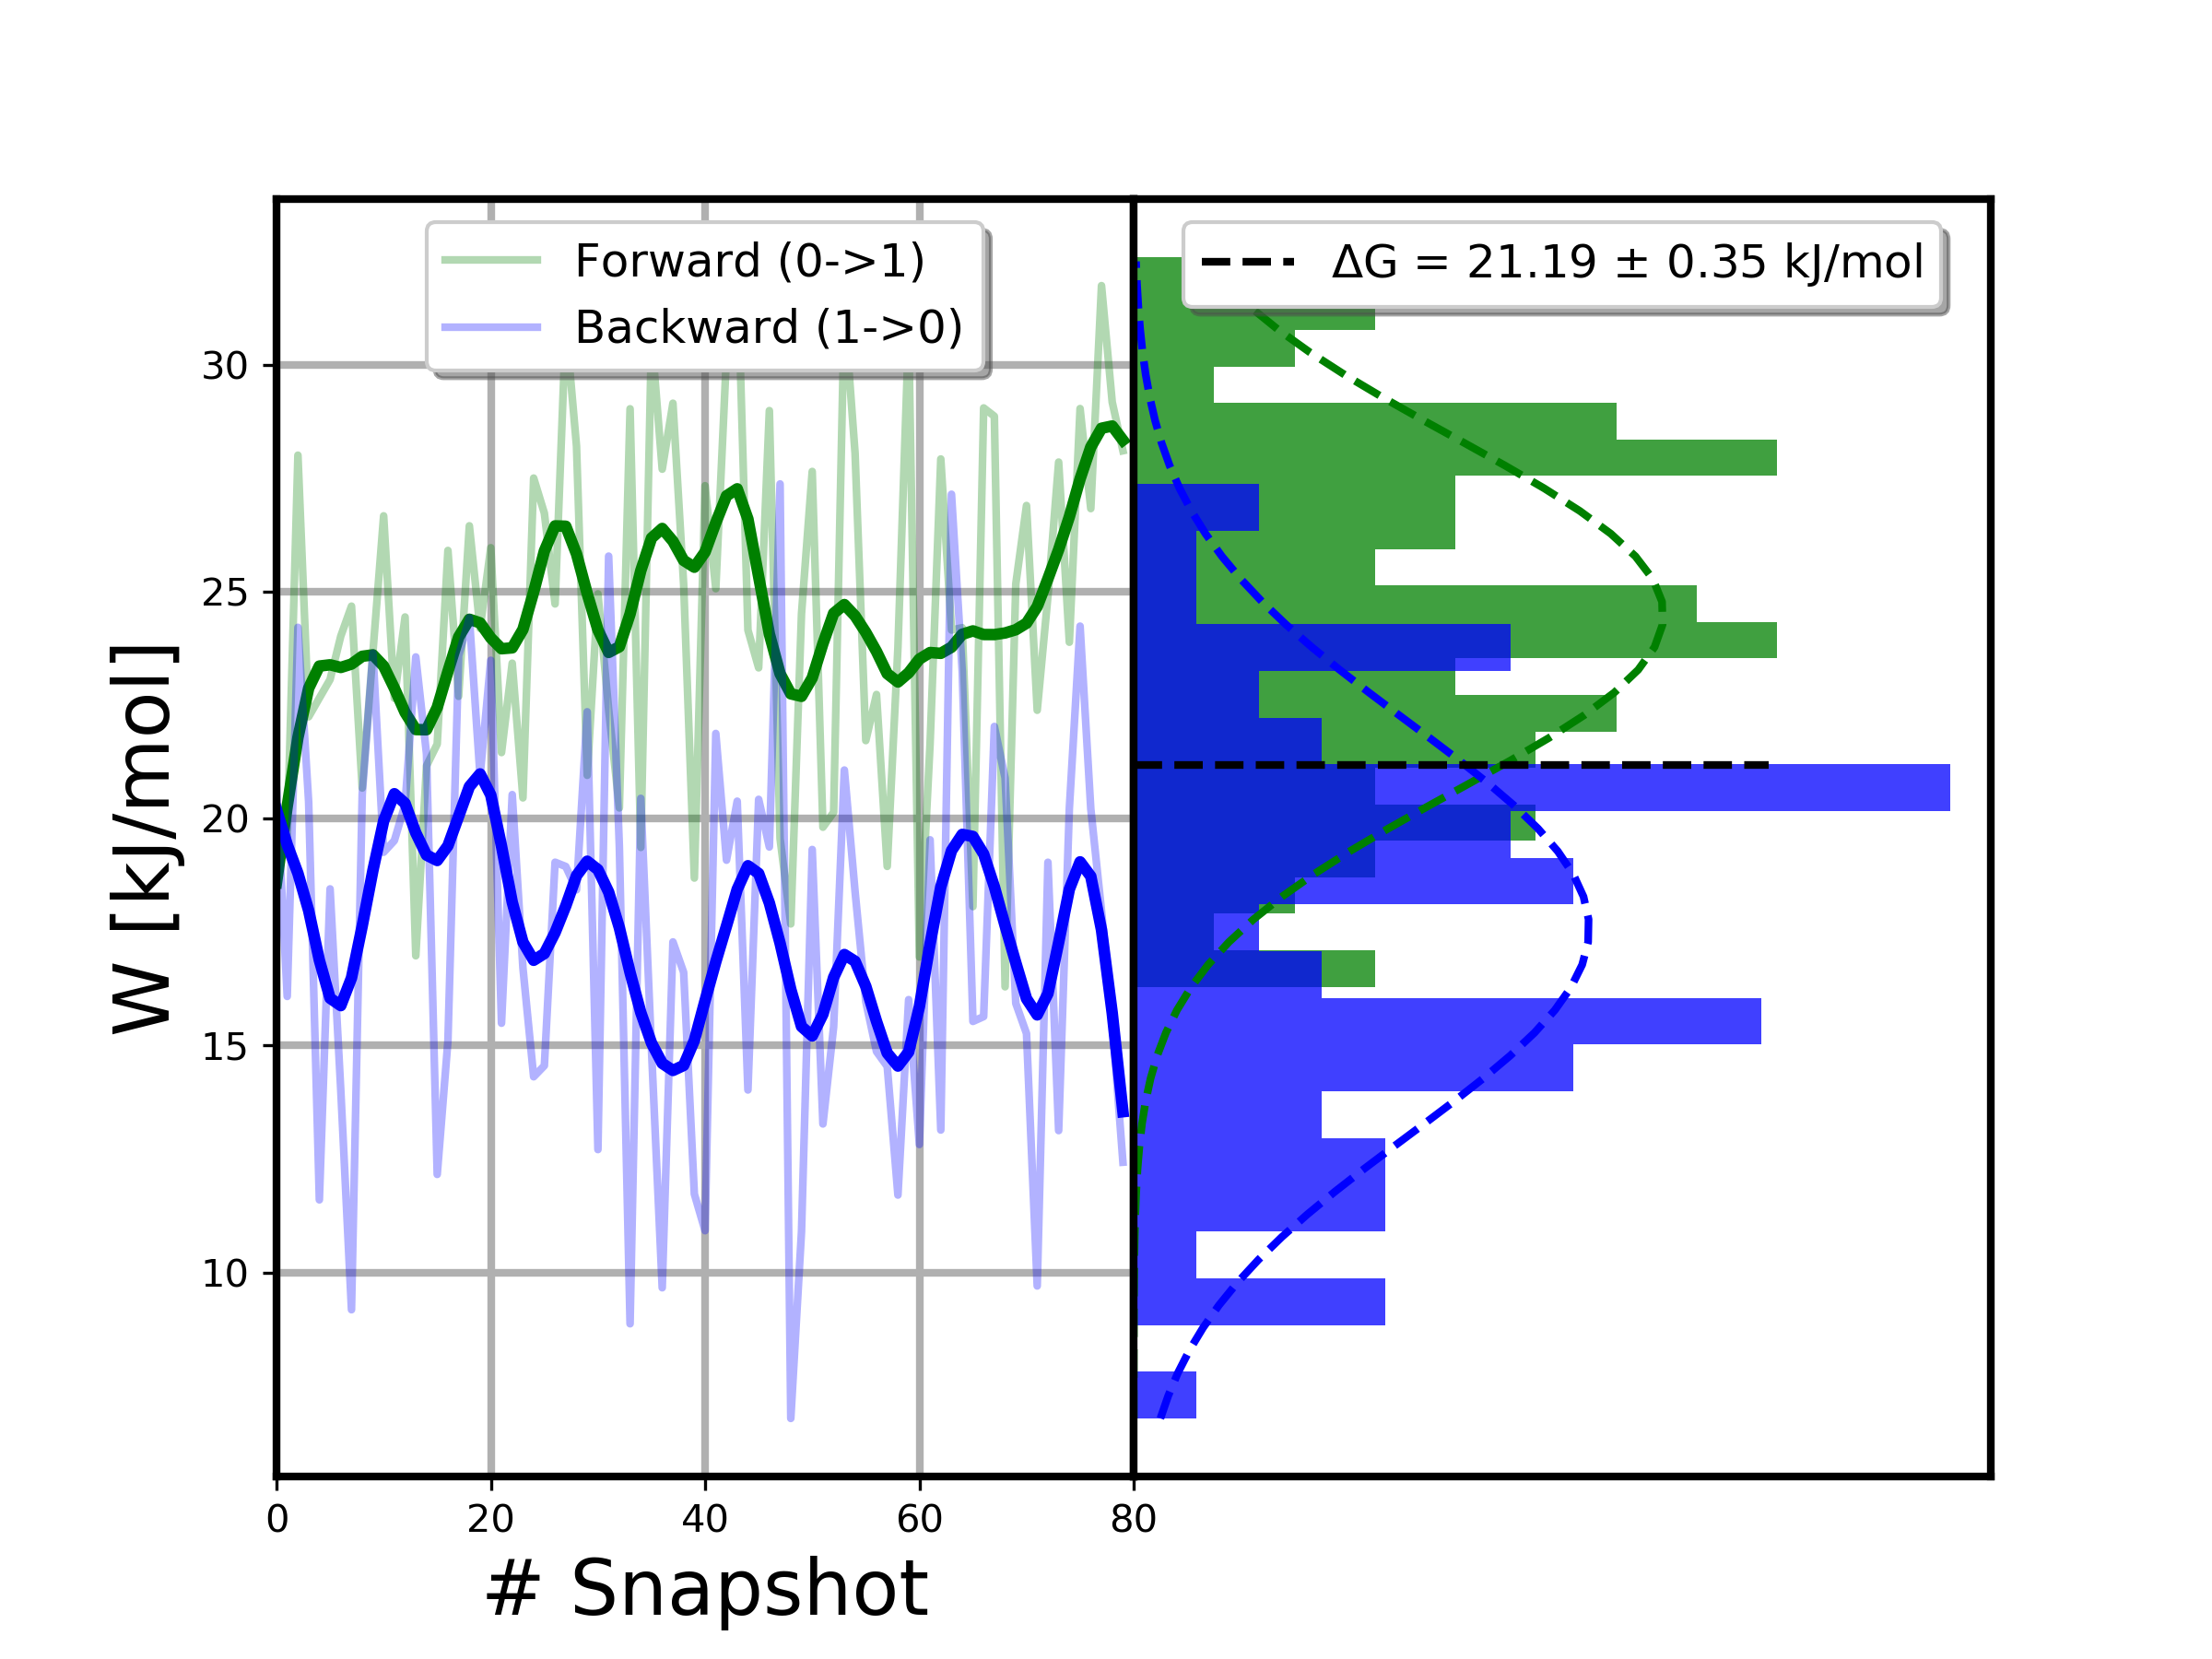 Forward (0->1)
Backward (1->0)
ΔG = 21.19 ± 0.35 kJ/mol
W [kJ/mol]
30
25
20
15
10
0 20 40 60 80
# Snapshot